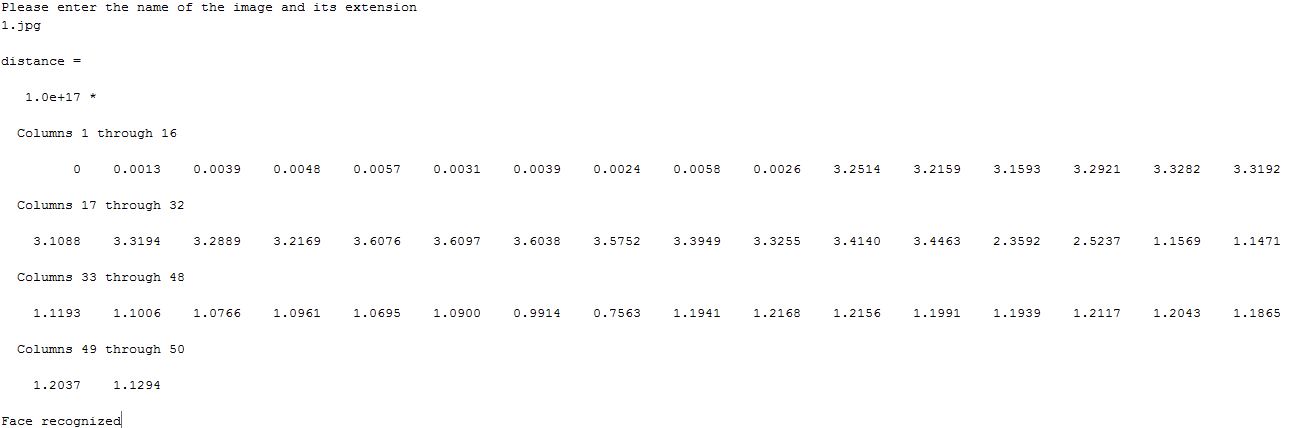 Please enter the name of the image and its extension
1.jpg
distance =
1.0e+17 *
Columns 1 through 16
0 0.0013 0.0039 0.0048 0.0057 0.0031 0.0039 0.0024 0.0058 0.0026 3.2514 3.2159 3.1593 3.2921 3.3282 3.3192
Columns 17 through 32
3.1088 3.3194 3.2889 3.2169 3.6076 3.6097 3.6038 3.5752 3.3949 3.3255 3.4140 3.4463 2.3592 2.5237 1.1569 1.1471
Columns 33 through 48
1.1193 1.1006 1.0766 1.0961 1.0695 1.0900 0.9914 0.7563 1.1941 1.2168 1.2156 1.1991 1.1939 1.2117 1.2043 1.1865
Columns 49 through 50
1.2037 1.1294
Face recognized